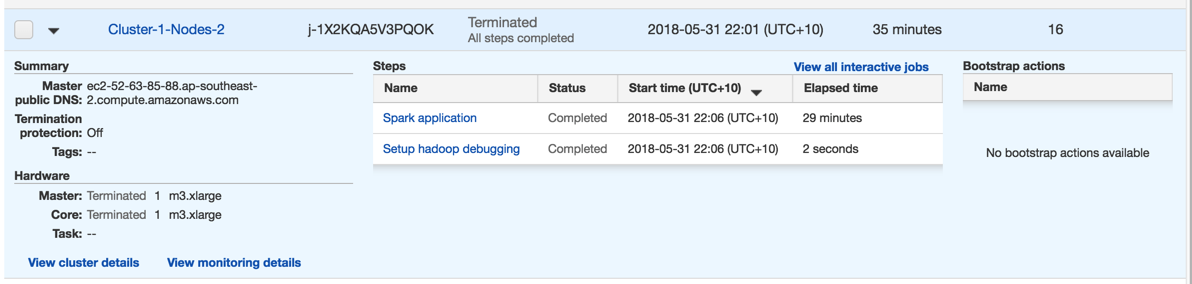 Cluster-1-Nodes-2 j-1X2KQA5V3PQOK Terminated 2018-05-31 22:01 (UTC+10) 35 minutes 16
All steps completed
Summary
Master public DNS: ec2-52-63-85-88.ap-southeast-2.compute.amazonaws.com
Termination protection: Off
Tags: --
Hardware
Master: Terminated 1 m3.xlarge
Core: Terminated 1 m3.xlarge
Task: --
View cluster details View monitoring details
Steps View all interactive jobs
Name Status Start time (UTC+10) Elapsed time
Spark application Completed 2018-05-31 22:06 (UTC+10) 29 minutes
Setup hadoop debugging Completed 2018-05-31 22:06 (UTC+10) 2 seconds
Bootstrap actions
Name
No bootstrap actions available